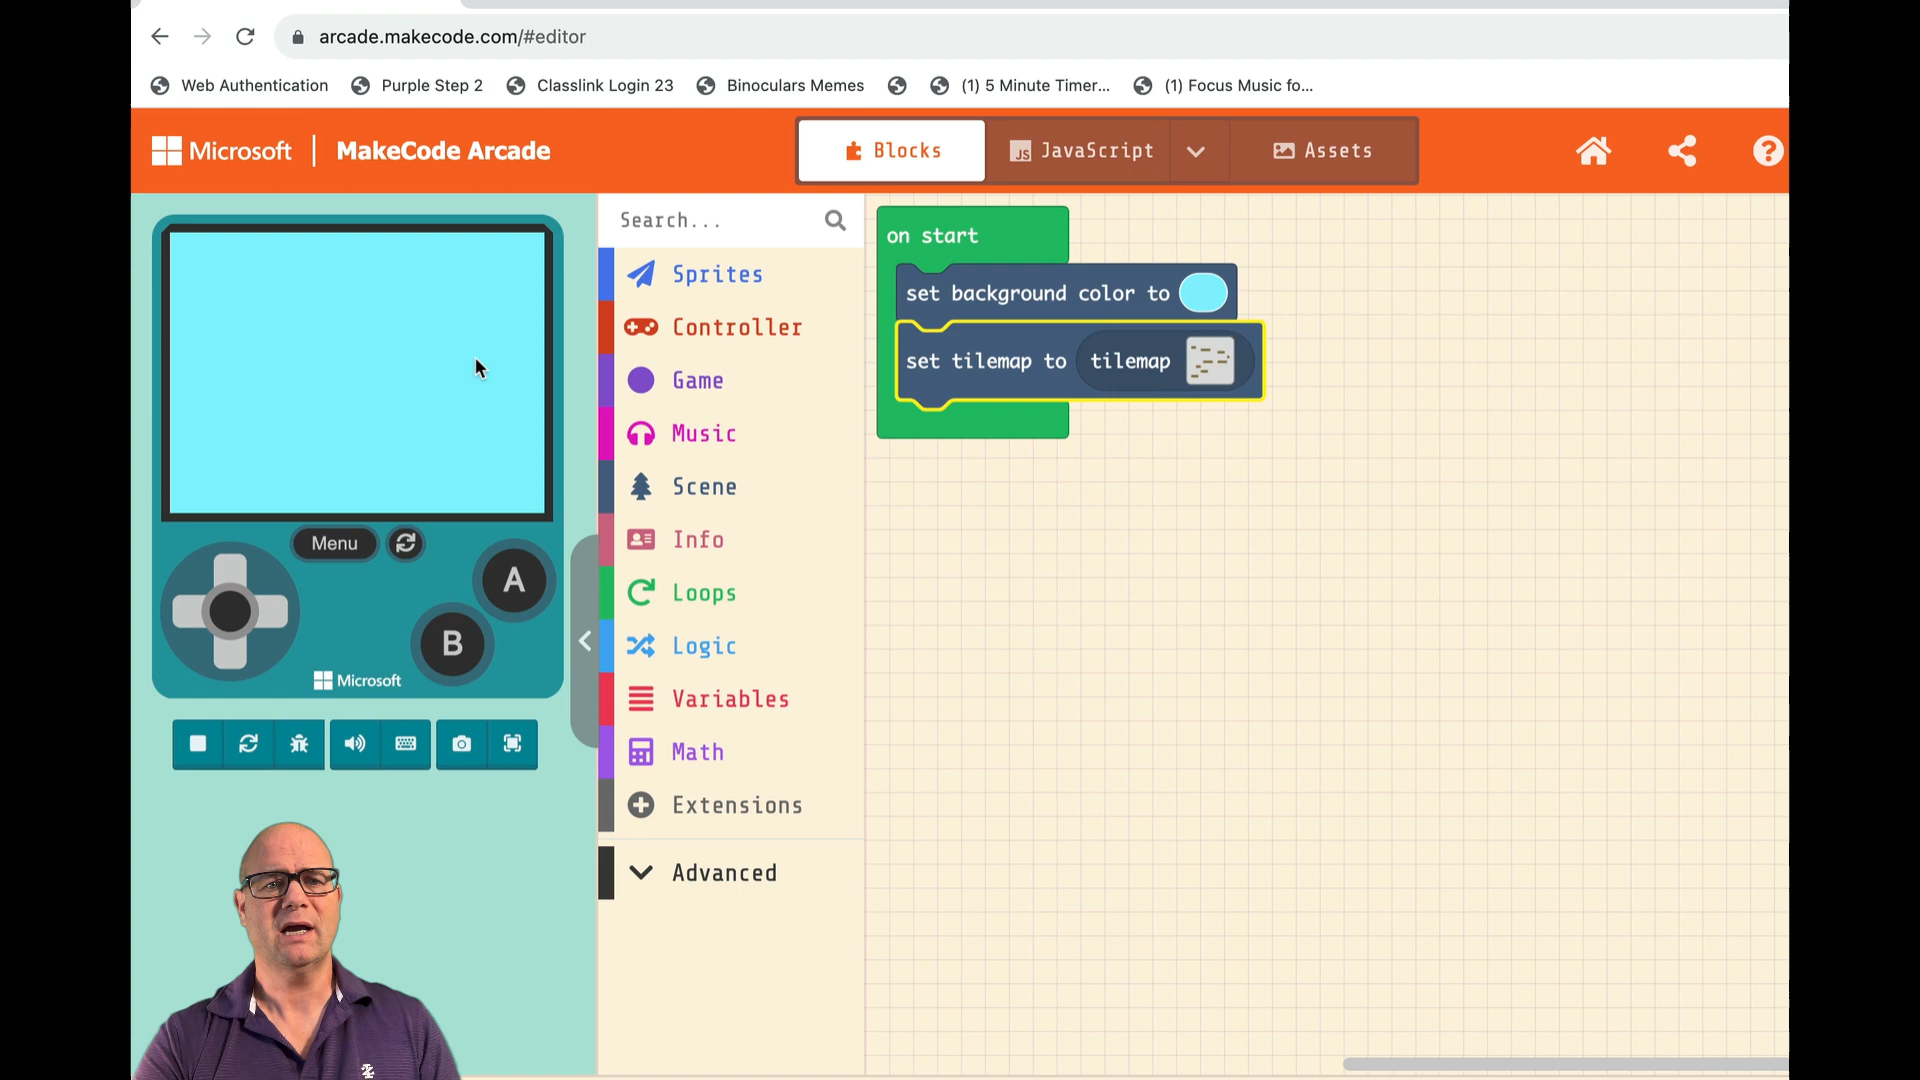 arcade.makecode.com/#editor
Web Authentication
Purple Step 2
Classlink Login 23
Binoculars Memes
(1) 5 Minute Timer...
(1) Focus Music fo...
Microsoft
MakeCode Arcade
Blocks
JS JavaScript
Assets
?
Search...
Sprites
Controller
Game
Music
Scene
Info
Loops
Logic
Variables
Math
Extensions
Advanced
on start
set background color to
set tilemap to tilemap
Menu
A
B
Microsoft